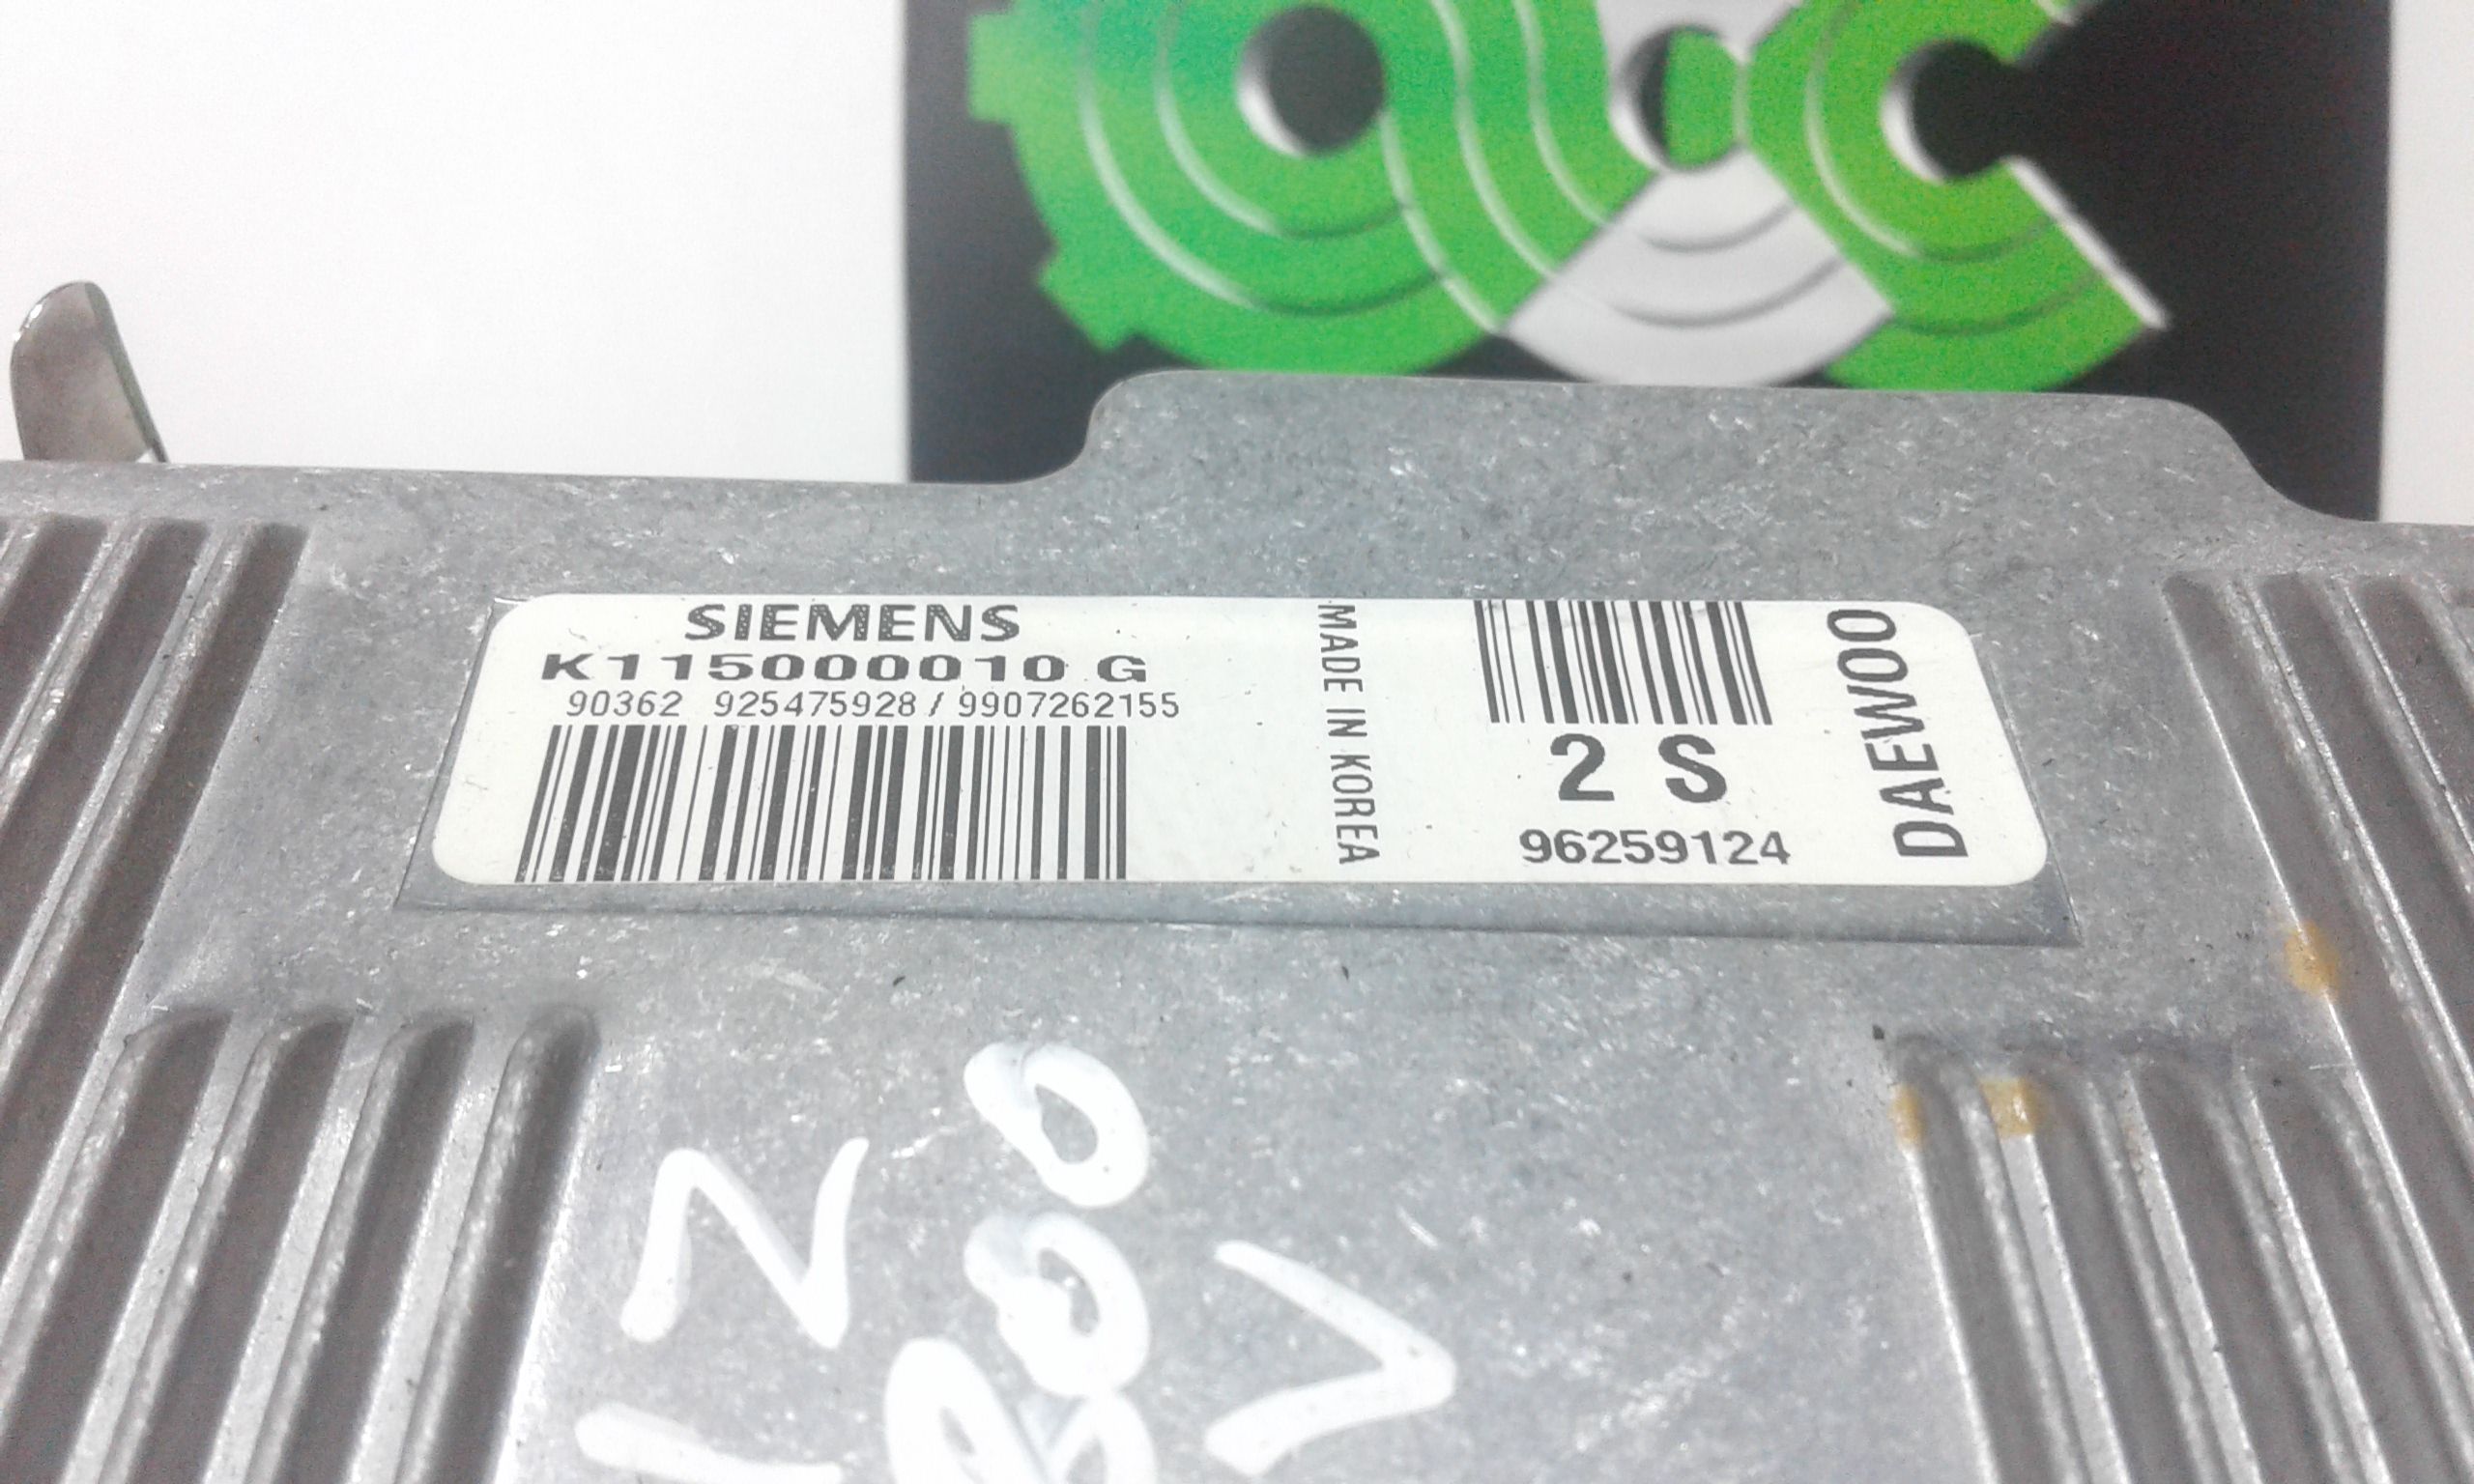 SIEMENS
K115000010 G
90362 925475928 / 9907262155
MADE IN KOREA
2 S
96259124
DAEWOO